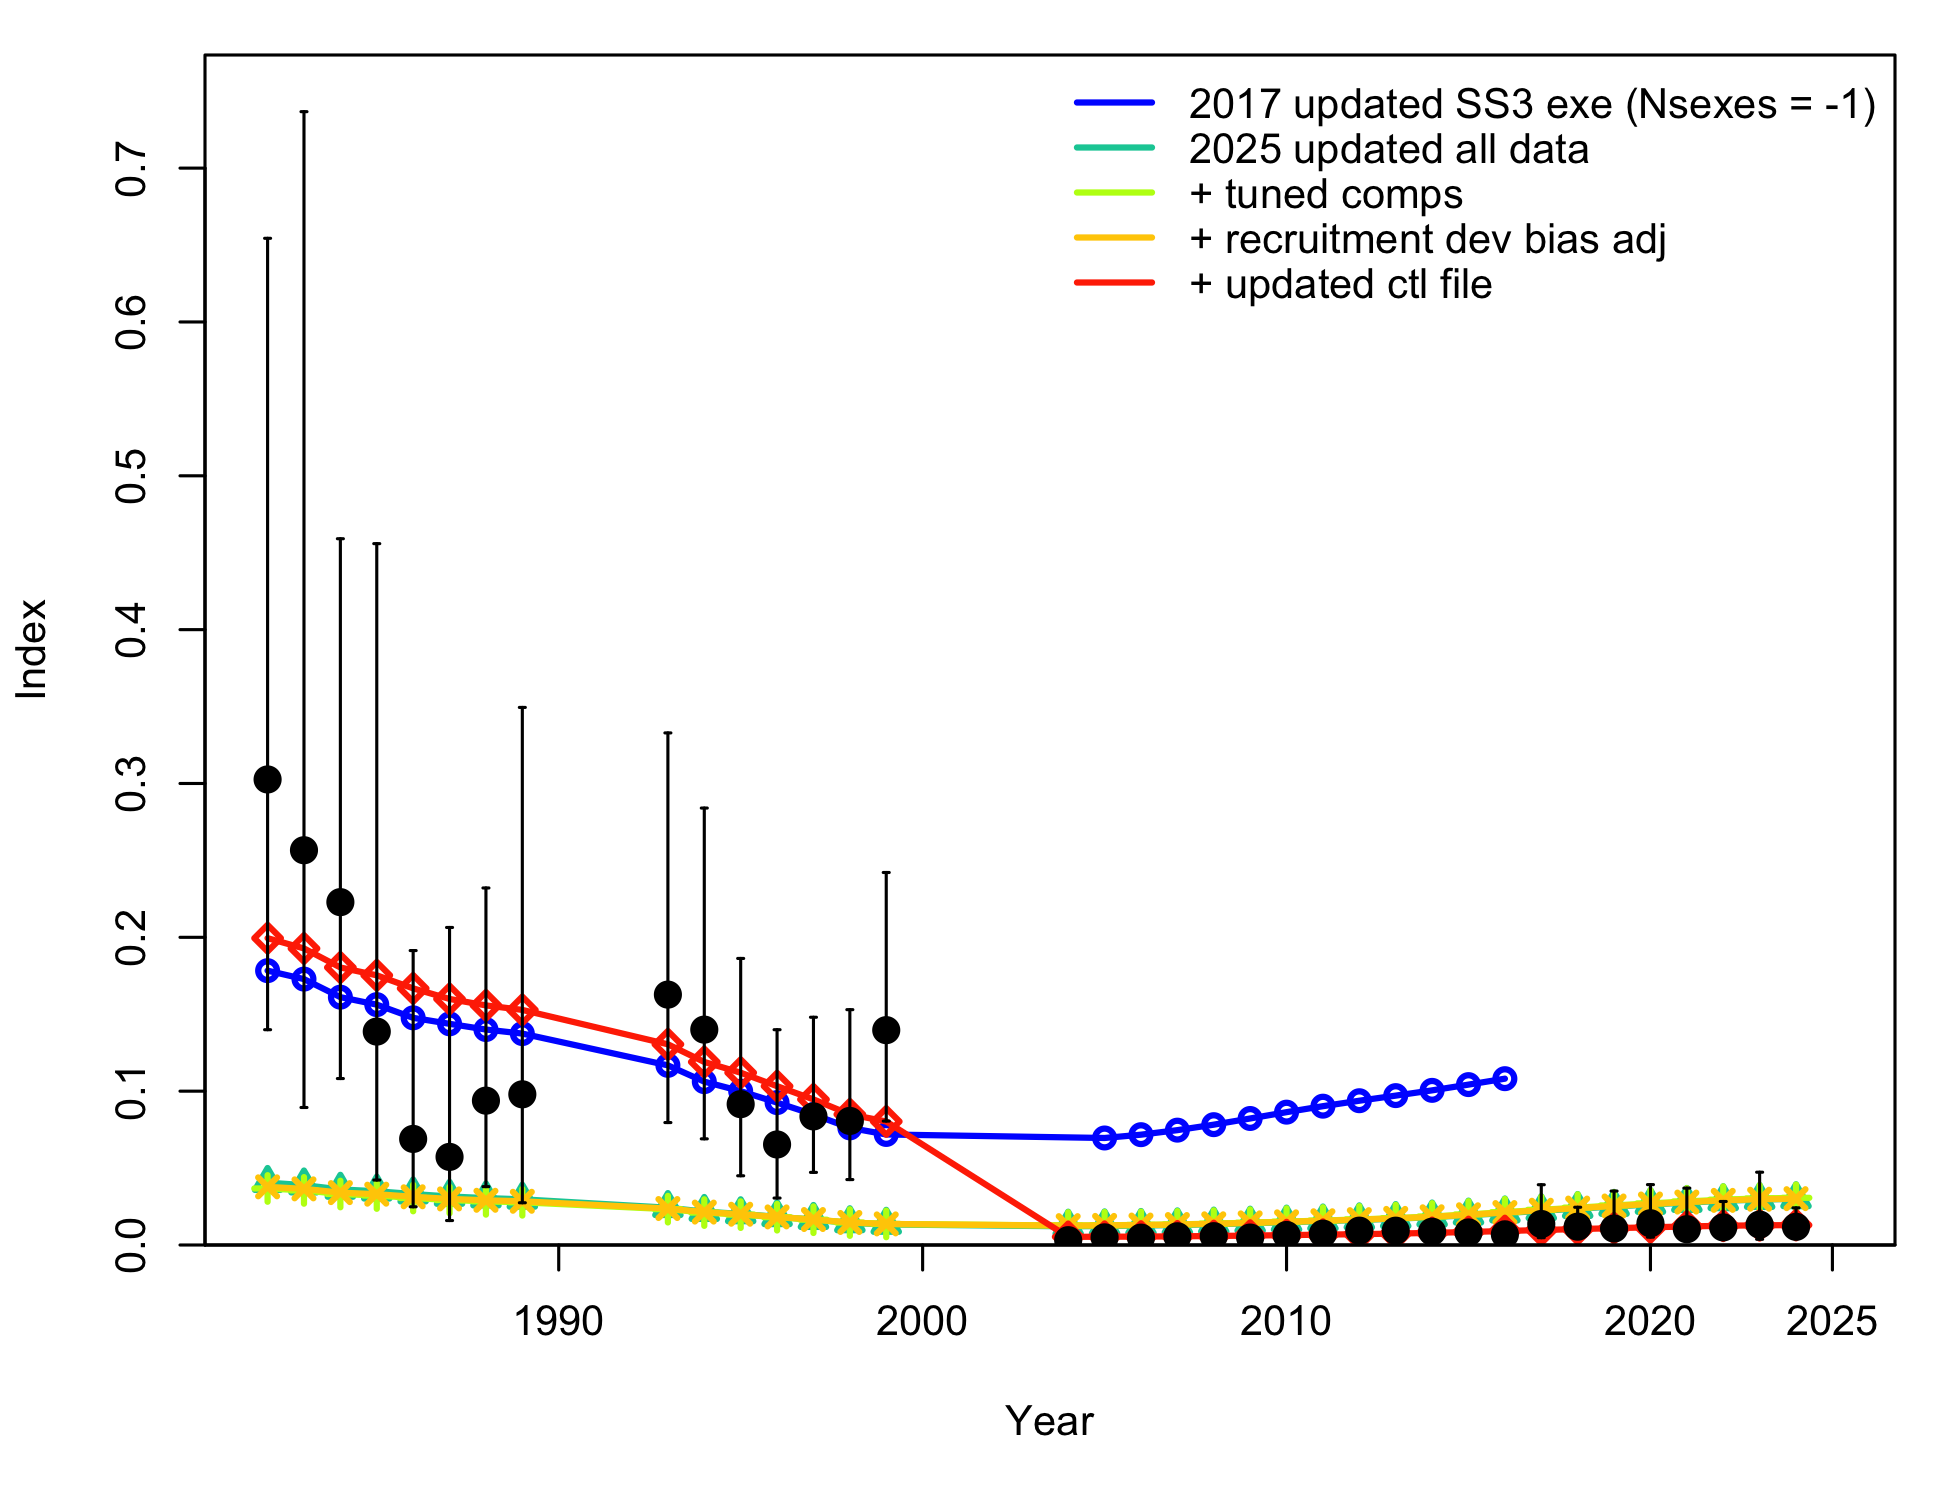 2017 updated SS3 exe (Nsexes = -1)
2025 updated all data
+ tuned comps
+ recruitment dev bias adj
+ updated ctl file
0.7
0.6
0.5
0.4
0.3
0.2
0.1
0.0
Index
1990 2000 2010 2020 2025
Year